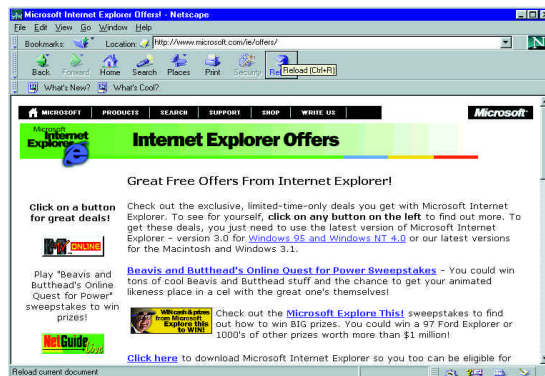 Microsoft Internet Explorer Offers! - Netscape
File Edit View Go Window Help
Bookmarks: Location: http://www.microsoft.com/ie/offers/
N
Back Forward Home Search Places Print Security Re
Reload (Ctrl+R)
What's New? What's Cool?
MICROSOFT PRODUCTS SEARCH SUPPORT SHOP WRITE US Microsoft
Microsoft
Internet
Explorer
Internet Explorer Offers
Great Free Offers From Internet Explorer!
Click on a button
for great deals!
ONLINE
Play "Beavis and
Butthead's Online
Quest for Power"
sweepstakes to win
prizes!
NetGuide Live
Check out the exclusive, limited-time-only deals you get with Microsoft Internet
Explorer. To see for yourself, click on any button on the left to find out more. To
get these deals, you just need to use the latest version of Microsoft Internet
Explorer - version 3.0 for Windows 95 and Windows NT 4.0 or our latest versions
for the Macintosh and Windows 3.1.
Beavis and Butthead's Online Quest for Power Sweepstakes - You could win
tons of cool Beavis and Butthead stuff and the chance to get your animated
likeness place in a cel with the great one's themselves!
WIN cash & prizes
from Microsoft
Explore this
to WIN!
Check out the Microsoft Explore This! sweepstakes to find
out how to win BIG prizes. You could win a 97 Ford Explorer or
1000's of other prizes worth more than $1 million!
Click here to download Microsoft Internet Explorer so you too can be eligible for
Reload current document